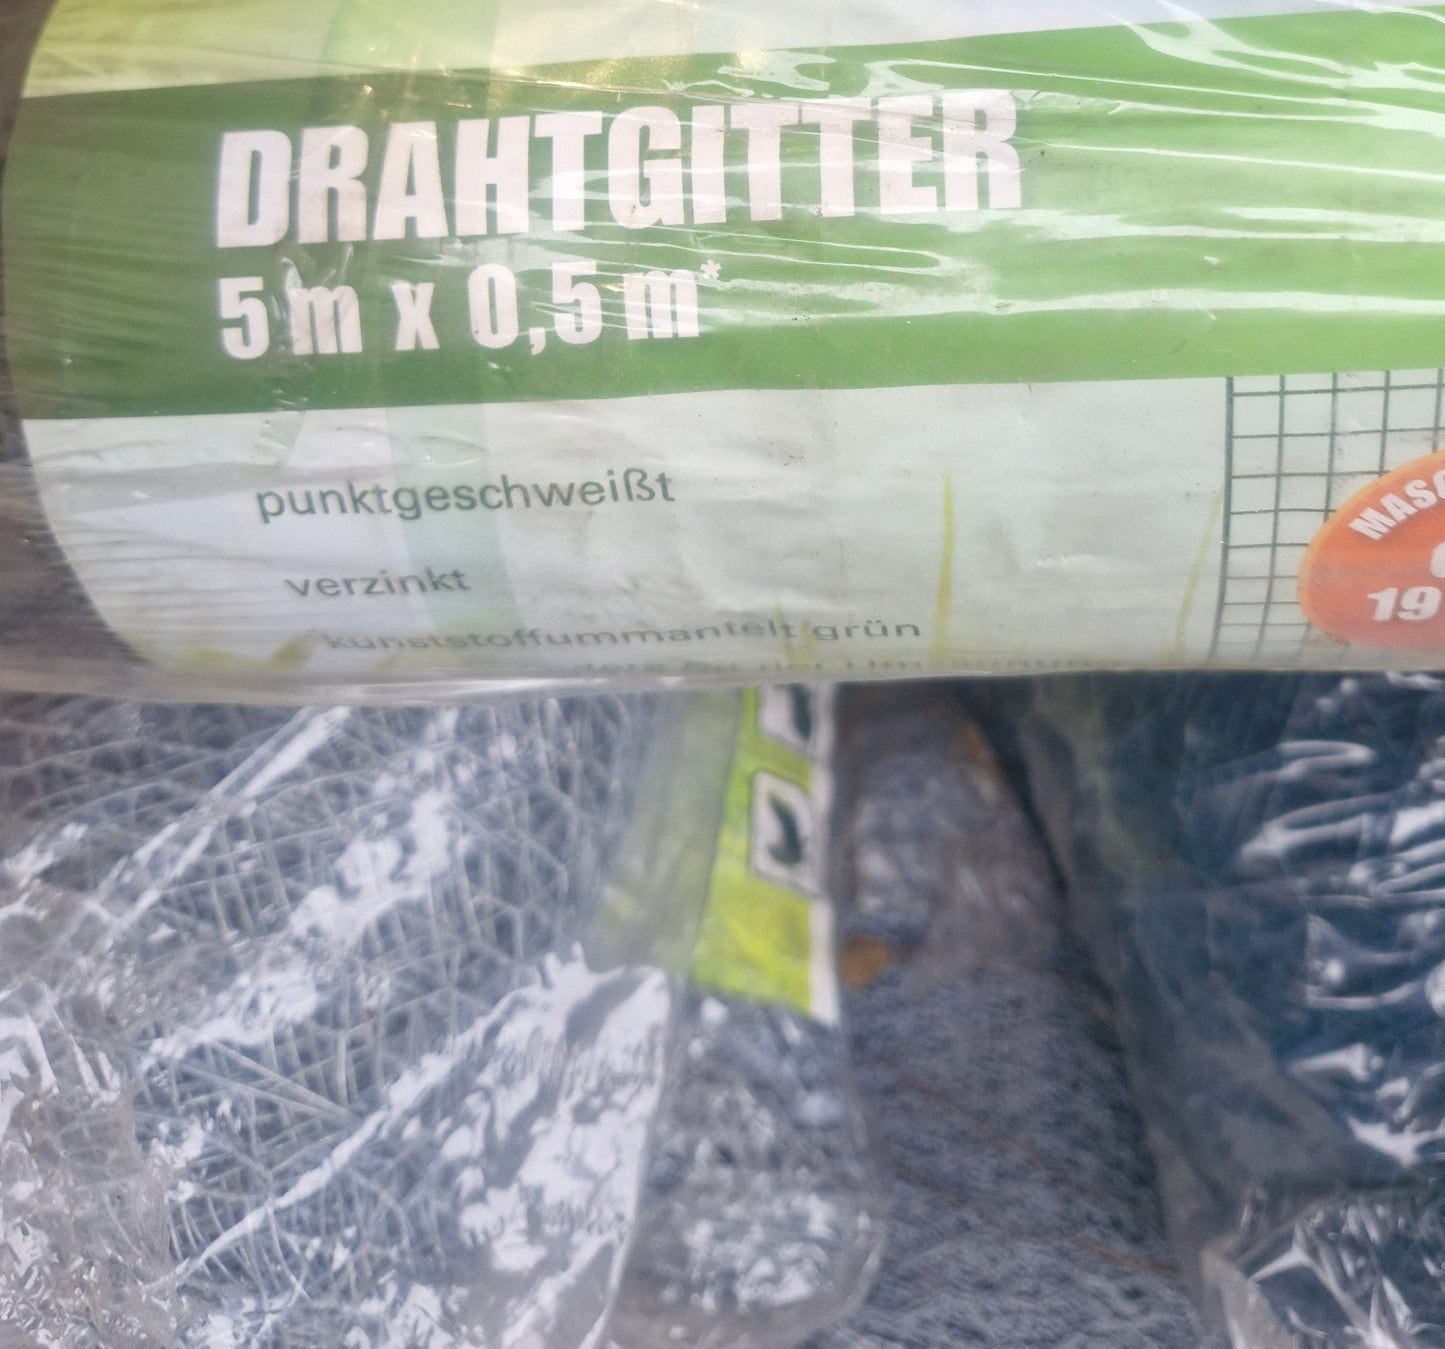 DRAHTGITTER
5 m x 0,5 m*
punktgeschweißt
verzinkt
kunststoffummantelt grün
19